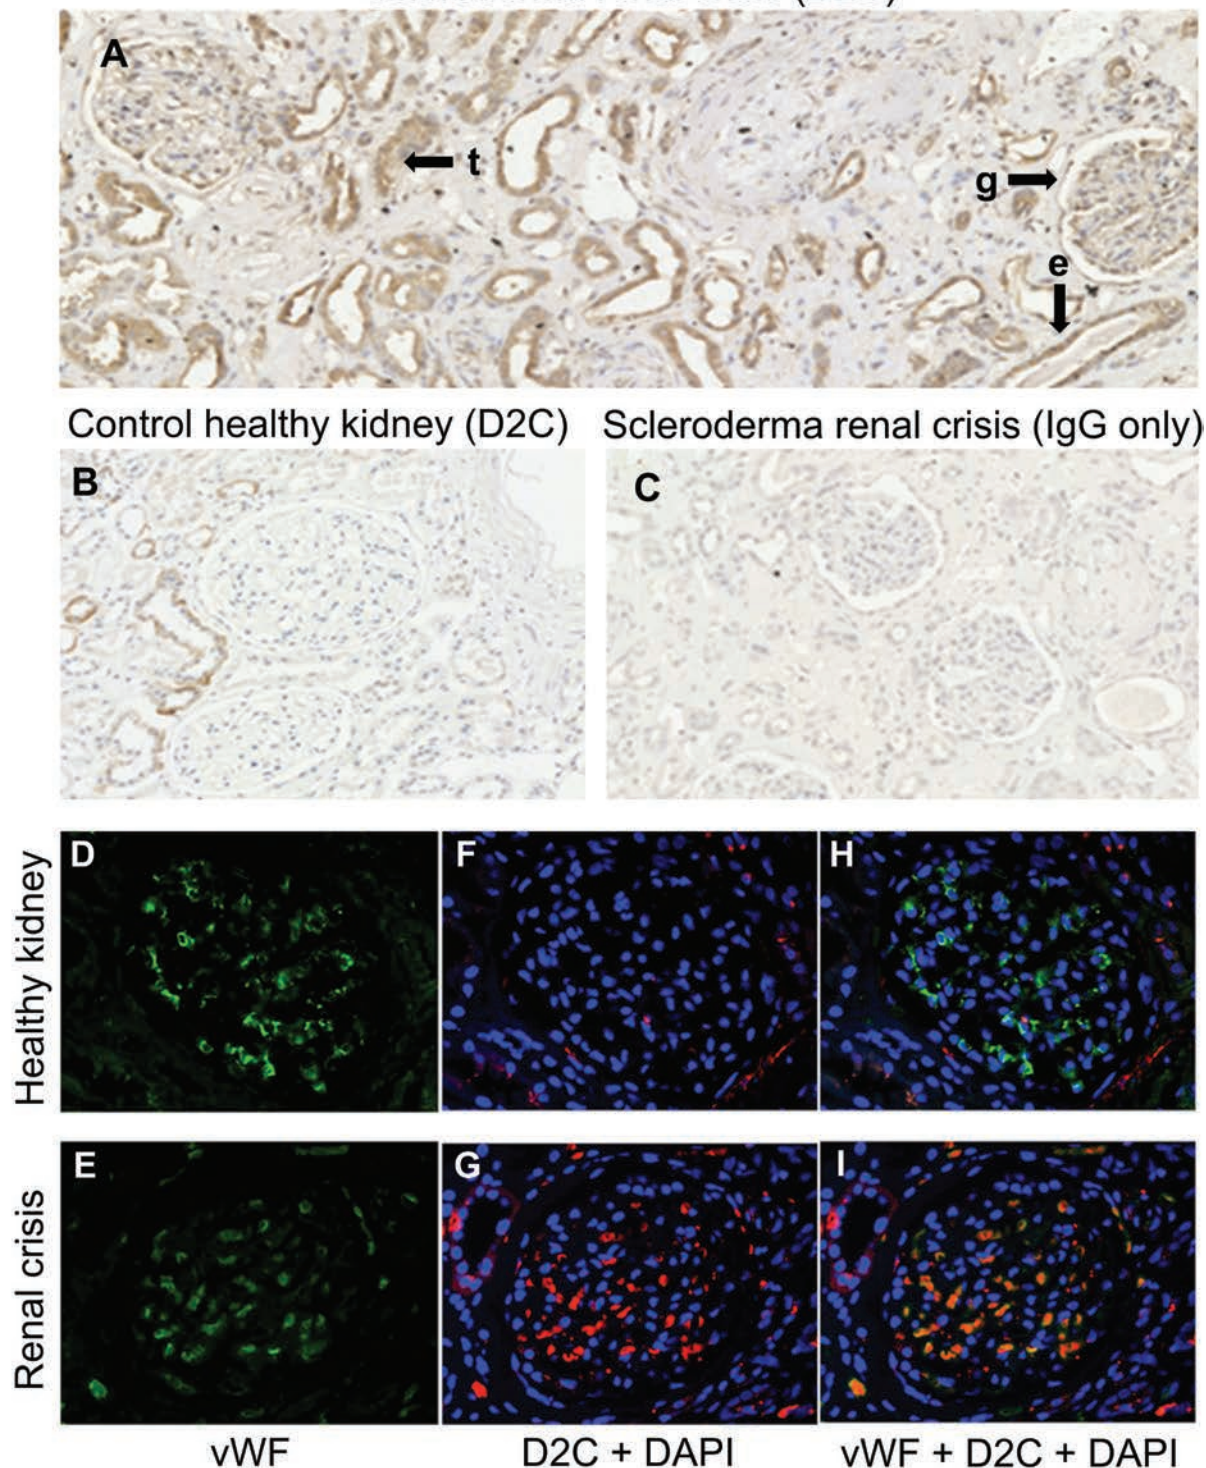 A
t
g
e
Control healthy kidney (D2C) Scleroderma renal crisis (IgG only)
B
C
Healthy kidney
D
F
H
Renal crisis
E
G
I
vWF
D2C + DAPI
vWF + D2C + DAPI